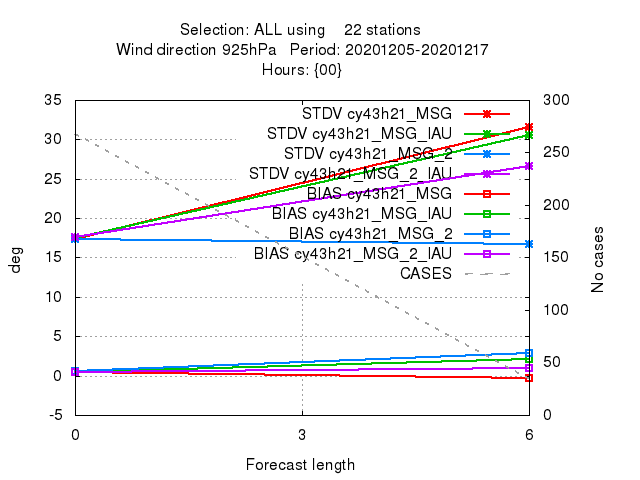 Selection: ALL using    22 stations
Wind direction 925hPa   Period: 20201205-20201217
Hours: {00}
35
30
25
20
15
10
5
0
-5
300
250
200
150
100
50
0
deg
No cases
STDV cy43h21_MSG
STDV cy43h21_MSG_IAU
STDV cy43h21_MSG_2
STDV cy43h21_MSG_2_IAU
BIAS cy43h21_MSG
BIAS cy43h21_MSG_IAU
BIAS cy43h21_MSG_2
BIAS cy43h21_MSG_2_IAU
CASES
0 3 6
Forecast length